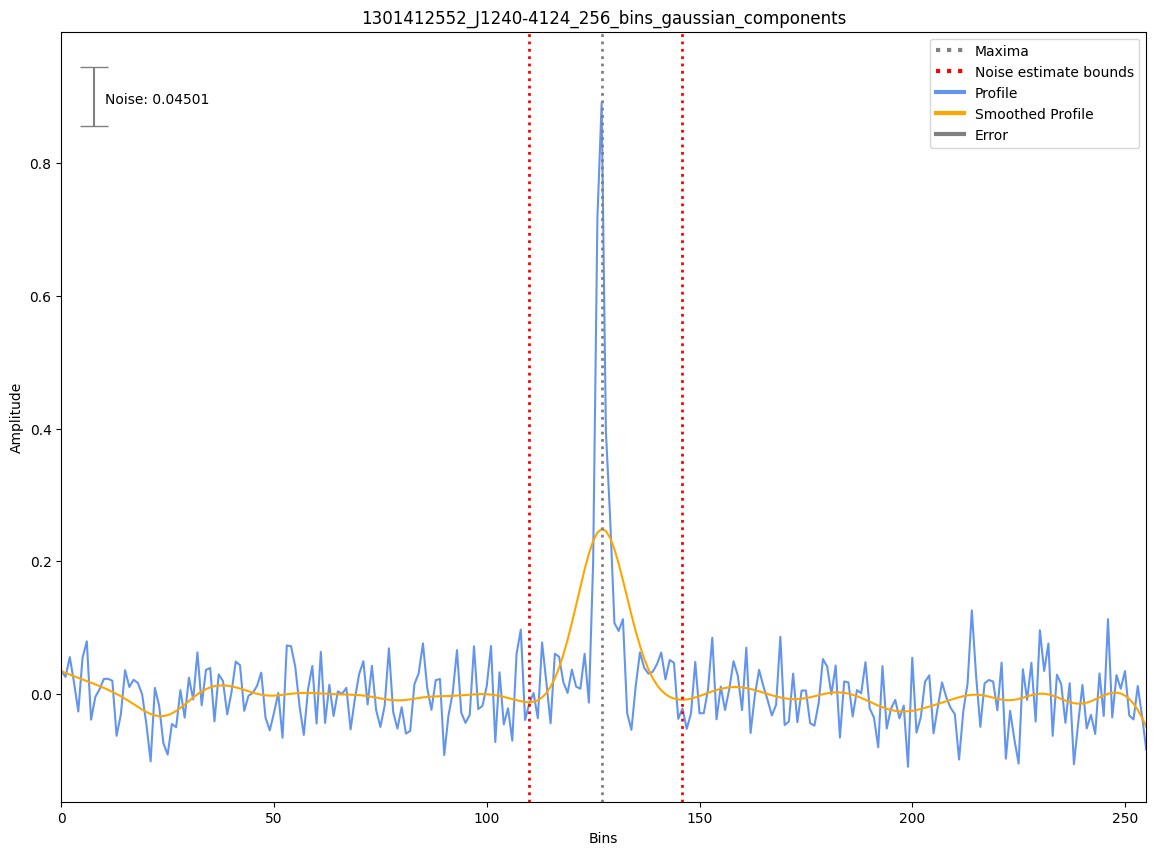 1301412552_J1240-4124_256_bins_gaussian_components
Maxima
Noise estimate bounds
Profile
Smoothed Profile
Error
Noise: 0.04501
0.8
0.6
0.4
0.2
0.0
Amplitude
0
50
100
150
200
250
Bins